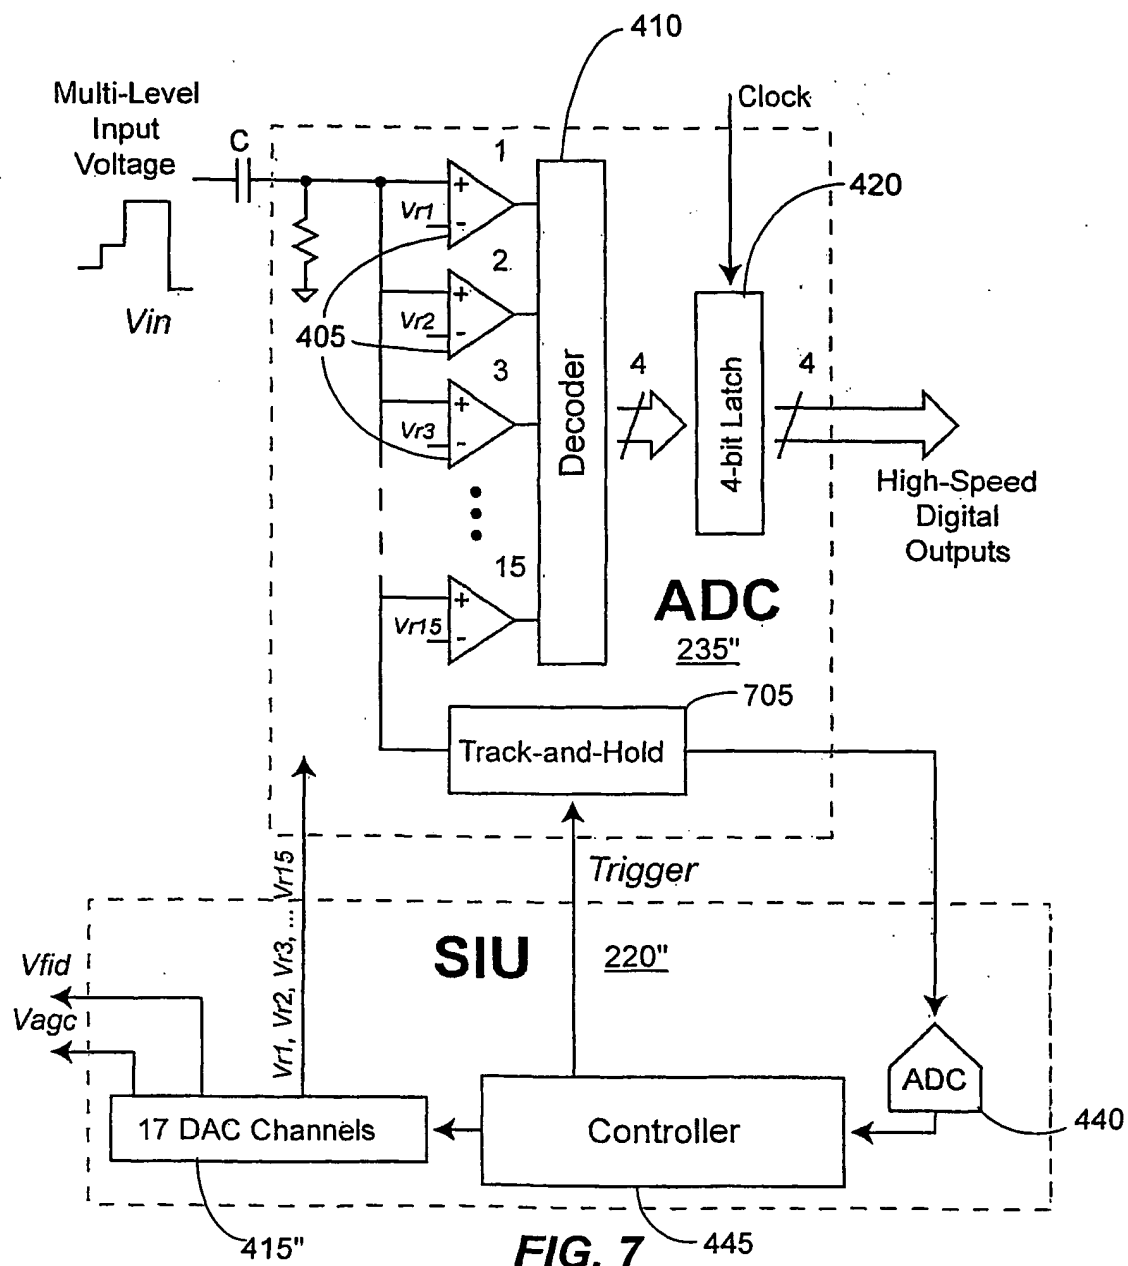 410
Multi-Level
Input
Voltage
C
Clock
1
+
Vr1
-
420
2
+
Vr2
-
Vin
405
3
+
Vr3
-
Decoder
4
4-bit Latch
4
High-Speed
Digital
Outputs
15
+
Vr15
-
ADC
235"
705
Track-and-Hold
Trigger
Vr1, Vr2, Vr3, ... Vr15
SIU
220"
Vfid
Vagc
ADC
440
17 DAC Channels
Controller
415"
445
FIG. 7